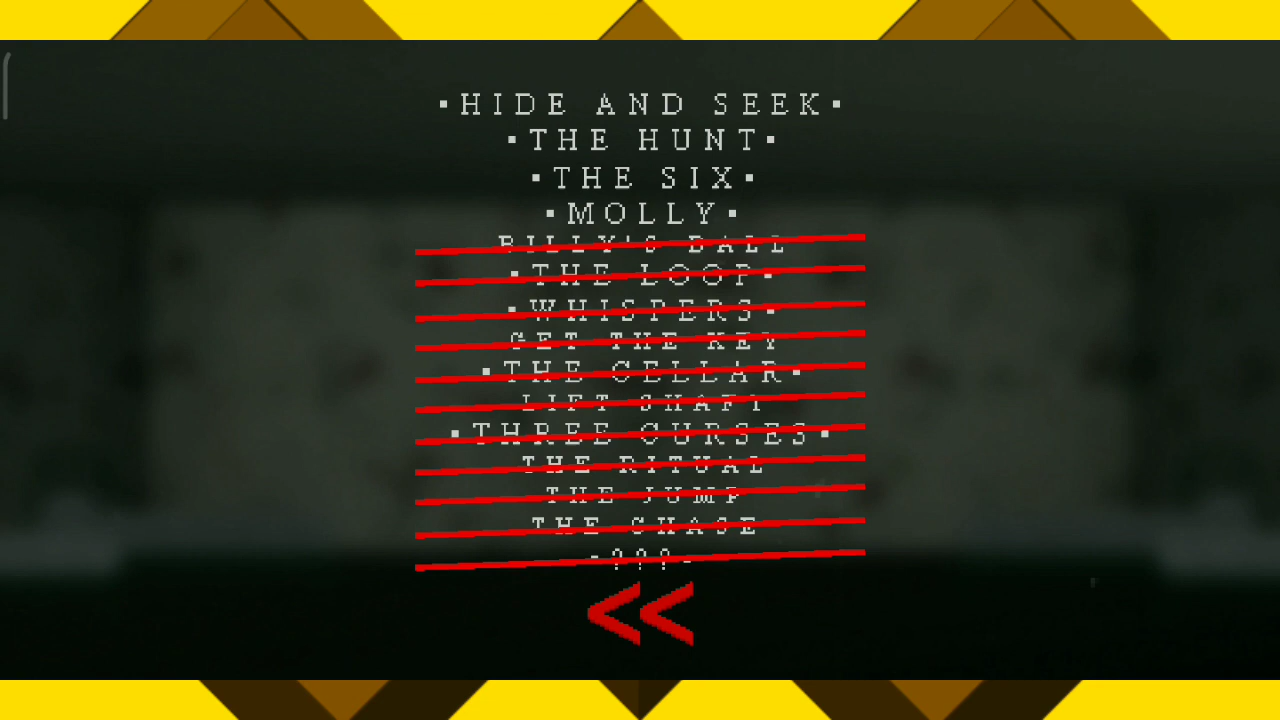 ▪HIDE AND SEEK▪
▪THE HUNT▪
▪THE SIX▪
▪MOLLY▪
BILLY'S BALL
▪THE LOOP▪
▪WHISPERS▪
GET THE KEY
▪THE CELLAR▪
LIFT SHAFT
▪THREE CURSES▪
THE RITUAL
THE JUMP
THE CHASE
▪???▪